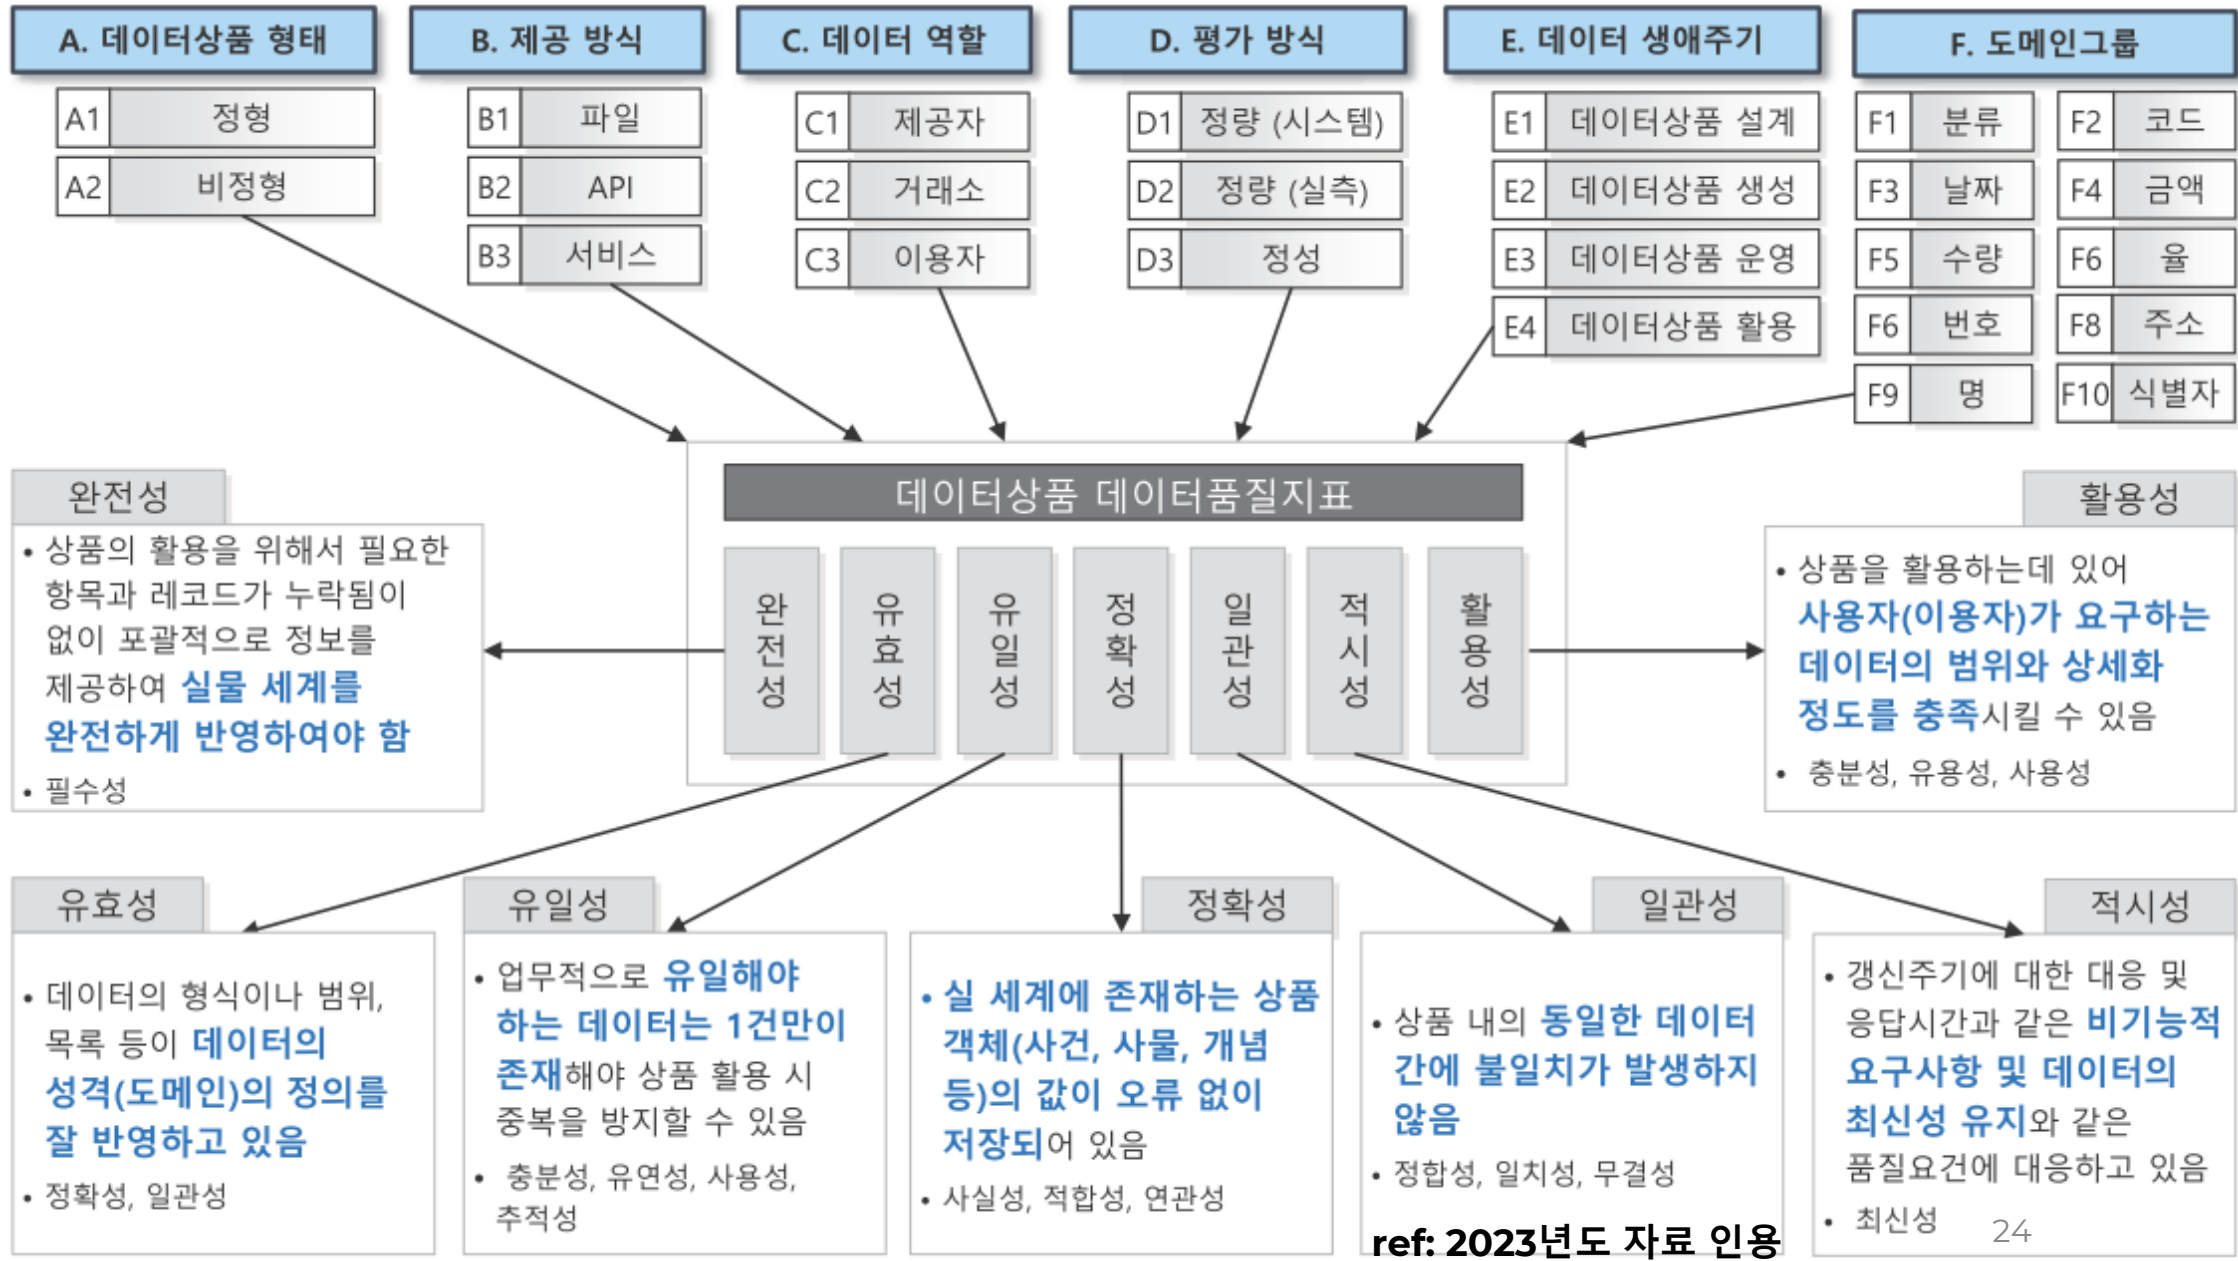 A. 데이터상품 형태
A1 정형
A2 비정형
B. 제공 방식
B1 파일
B2 API
B3 서비스
C. 데이터 역할
C1 제공자
C2 거래소
C3 이용자
D. 평가 방식
D1 정량 (시스템)
D2 정량 (실측)
D3 정성
E. 데이터 생애주기
E1 데이터상품 설계
E2 데이터상품 생성
E3 데이터상품 운영
E4 데이터상품 활용
F. 도메인그룹
F1 분류 F2 코드
F3 날짜 F4 금액
F5 수량 F6 율
F6 번호 F8 주소
F9 명 F10 식별자
데이터상품 데이터품질지표
완전성
유효성
유일성
정확성
일관성
적시성
활용성
완전성
• 상품의 활용을 위해서 필요한
항목과 레코드가 누락됨이
없이 포괄적으로 정보를
제공하여 실물 세계를
완전하게 반영하여야 함
• 필수성
활용성
• 상품을 활용하는데 있어
사용자(이용자)가 요구하는
데이터의 범위와 상세화
정도를 충족시킬 수 있음
• 충분성, 유용성, 사용성
유효성
• 데이터의 형식이나 범위,
목록 등이 데이터의
성격(도메인)의 정의를
잘 반영하고 있음
• 정확성, 일관성
유일성
• 업무적으로 유일해야
하는 데이터는 1건만이
존재해야 상품 활용 시
중복을 방지할 수 있음
• 충분성, 유연성, 사용성,
추적성
정확성
• 실 세계에 존재하는 상품
객체(사건, 사물, 개념
등)의 값이 오류 없이
저장되어 있음
• 사실성, 적합성, 연관성
일관성
• 상품 내의 동일한 데이터
간에 불일치가 발생하지
않음
• 정합성, 일치성, 무결성
적시성
• 갱신주기에 대한 대응 및
응답시간과 같은 비기능적
요구사항 및 데이터의
최신성 유지와 같은
품질요건에 대응하고 있음
• 최신성
ref: 2023년도 자료 인용
24